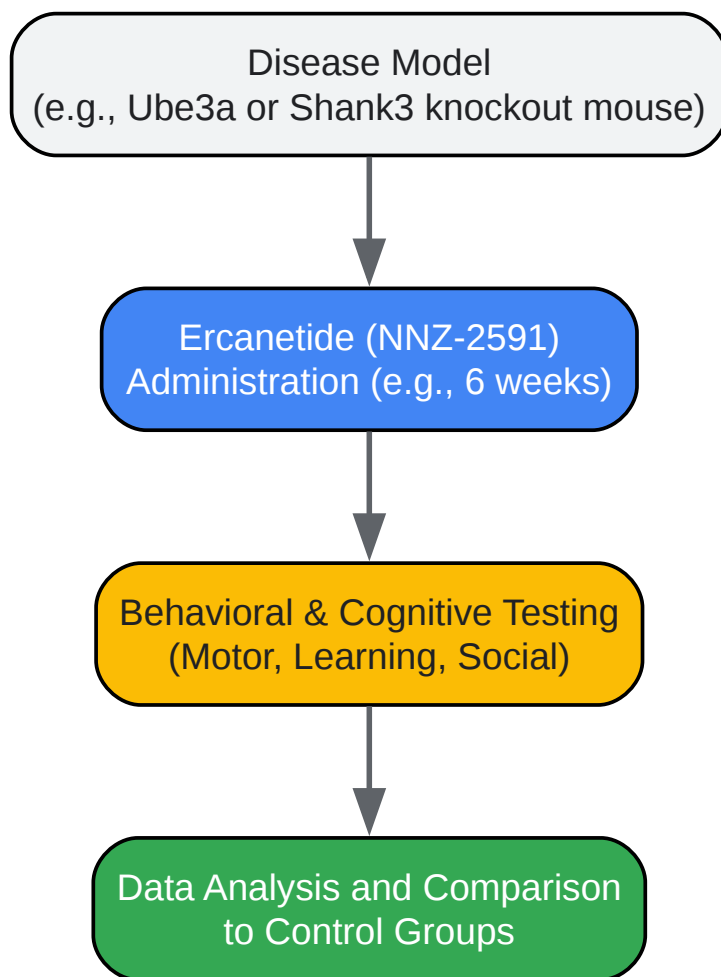 Disease Model
(e.g., Ube3a or Shank3 knockout mouse)
Ercanetide (NNZ-2591)
Administration (e.g., 6 weeks)
Behavioral & Cognitive Testing
(Motor, Learning, Social)
Data Analysis and Comparison
to Control Groups